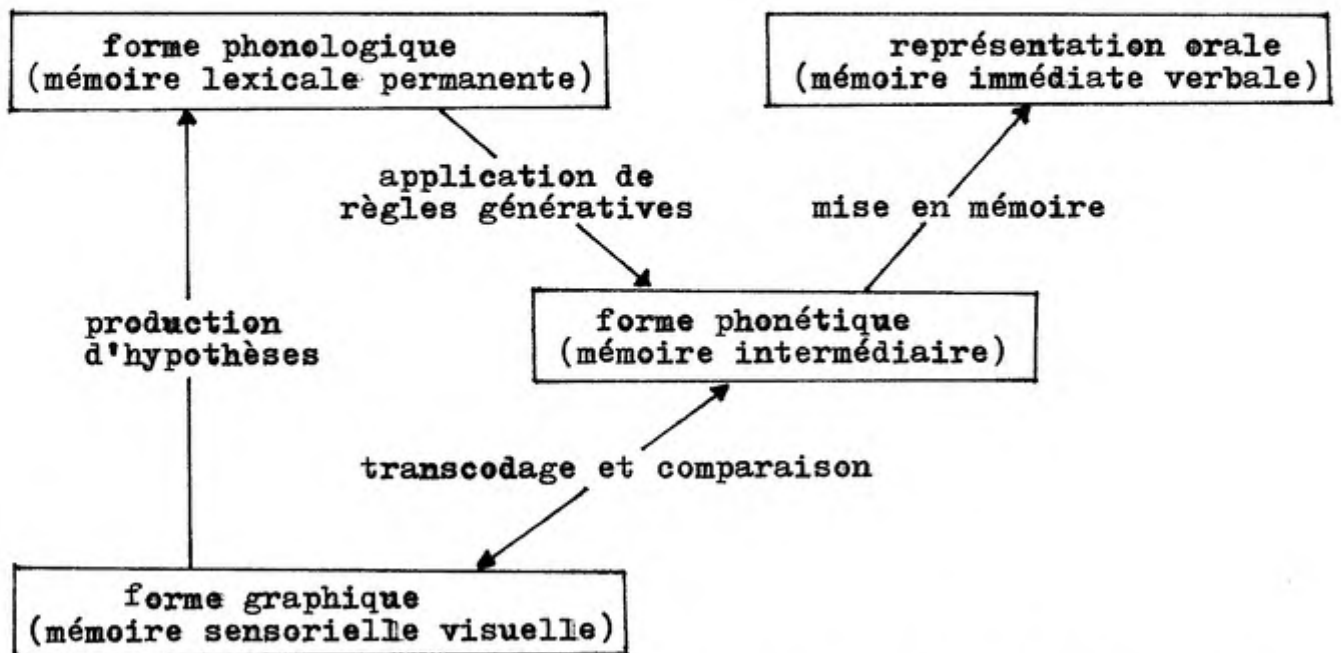 forme phonologique
(mémoire lexicale permanente)
représentation orale
(mémoire immédiate verbale)
application de
règles génératives
mise en mémoire
production
d'hypothèses
forme phonétique
(mémoire intermédiaire)
transcodage et comparaison
forme graphique
(mémoire sensorielle visuelle)